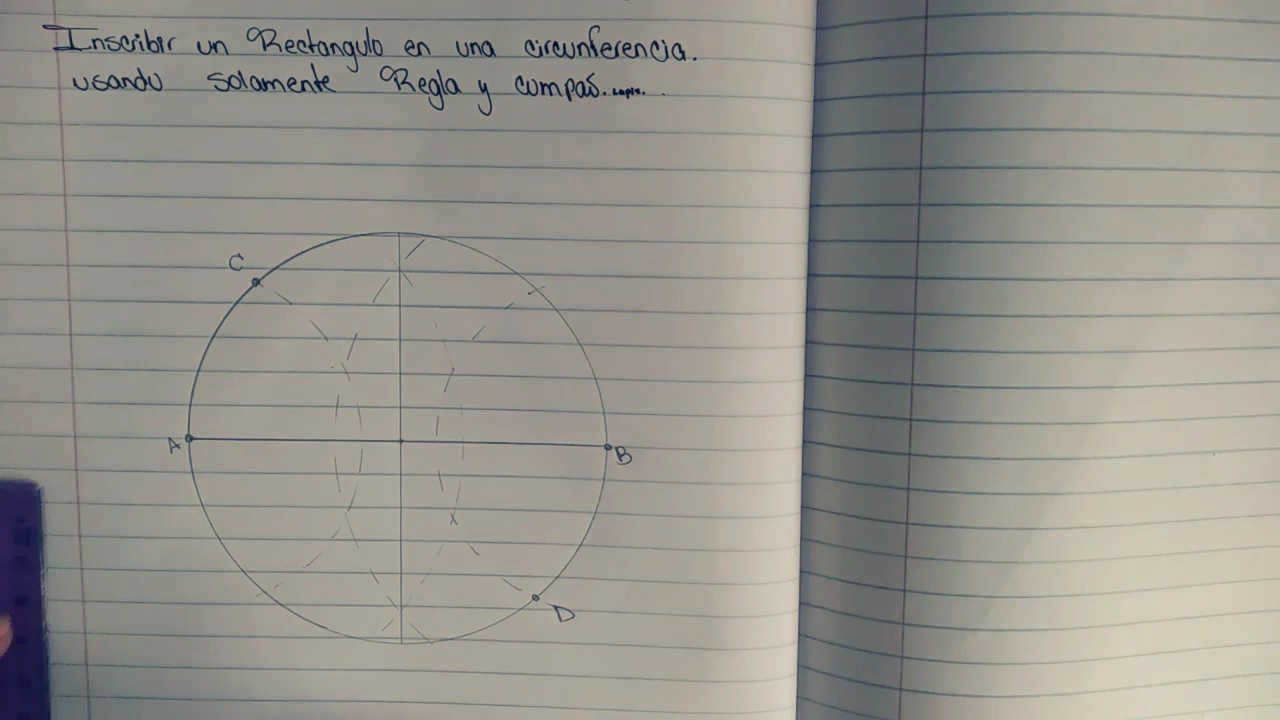 Inscribir un Rectangulo en una circunferencia.
usando solamente Regla y compas.
C
A
B
D